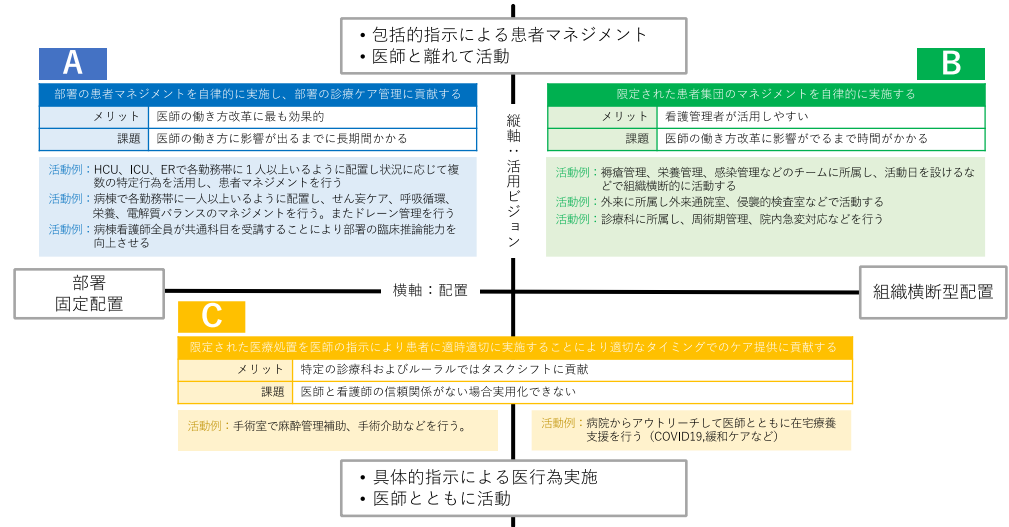 • 包括的指示による患者マネジメント
• 医師と離れて活動
A
部署の患者マネジメントを自律的に実施し、部署の診療ケア管理に貢献する
メリット 医師の働き方改革に最も効果的
課題 医師の働き方に影響が出るまでに長期間かかる
活動例：HCU、ICU、ERで各勤務帯に１人以上いるように配置し状況に応じて複
数の特定行為を活用し、患者マネジメントを行う
活動例：病棟で各勤務帯に一人以上いるように配置し、せん妄ケア、呼吸循環、
栄養、電解質バランスのマネジメントを行う。またドレーン管理を行う
活動例：病棟看護師全員が共通科目を受講することにより部署の臨床推論能力を
向上させる
縦軸：活用ビジョン
B
限定された患者集団のマネジメントを自律的に実施する
メリット 看護管理者が活用しやすい
課題 医師の働き方改革に影響がでるまで時間がかかる
活動例：褥瘡管理、栄養管理、感染管理などのチームに所属し、活動日を設けるな
どで組織横断的に活動する
活動例：外来に所属し外来通院室、侵襲的検査室などで活動する
活動例：診療科に所属し、周術期管理、院内急変対応などを行う
部署
固定配置
横軸：配置
組織横断型配置
C
限定された医療処置を医師の指示により患者に適時適切に実施することにより適切なタイミングでのケア提供に貢献する
メリット 特定の診療科およびルーラルではタスクシフトに貢献
課題 医師と看護師の信頼関係がない場合実用化できない
活動例：手術室で麻酔管理補助、手術介助などを行う。
活動例：病院からアウトリーチして医師とともに在宅療養
支援を行う（COVID19,緩和ケアなど）
• 具体的指示による医行為実施
• 医師とともに活動